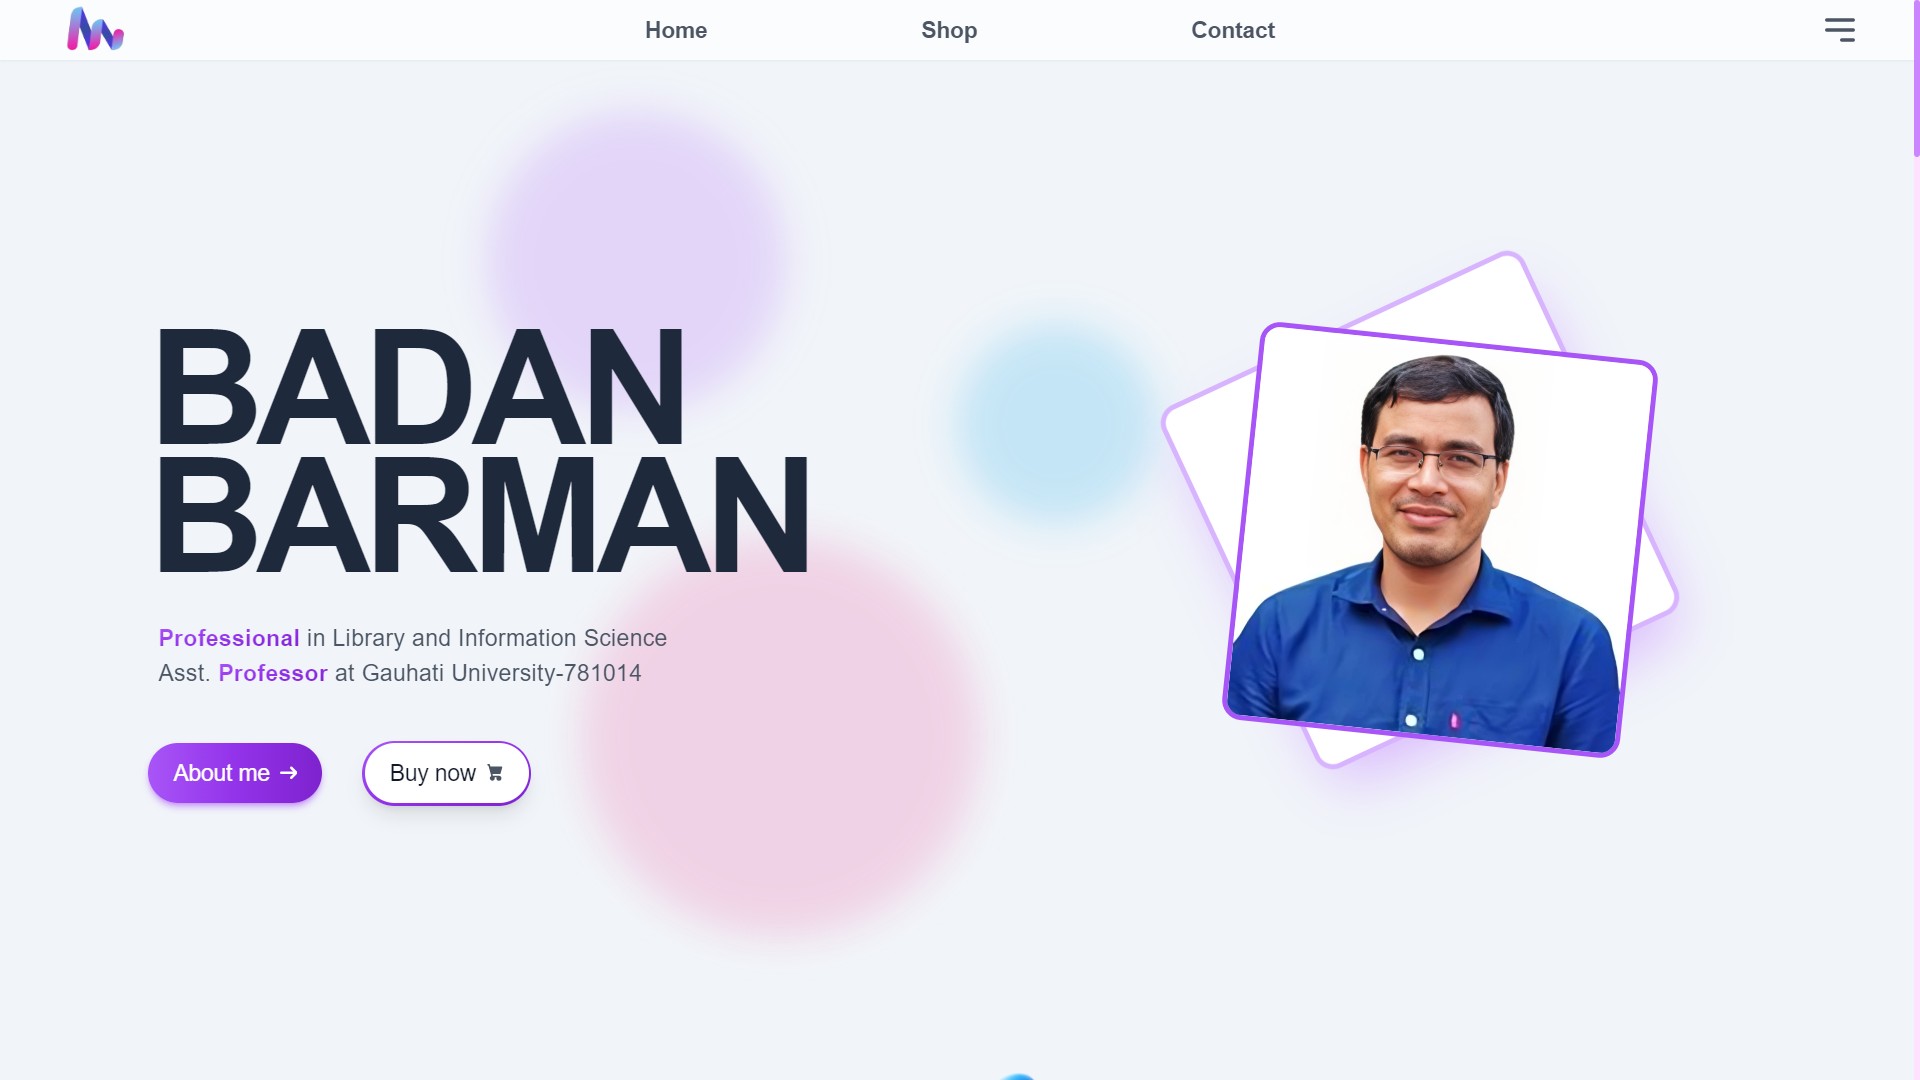 Home
Shop
Contact
BADAN
BARMAN
Professional in Library and Information Science
Asst. Professor at Gauhati University-781014
About me
Buy now